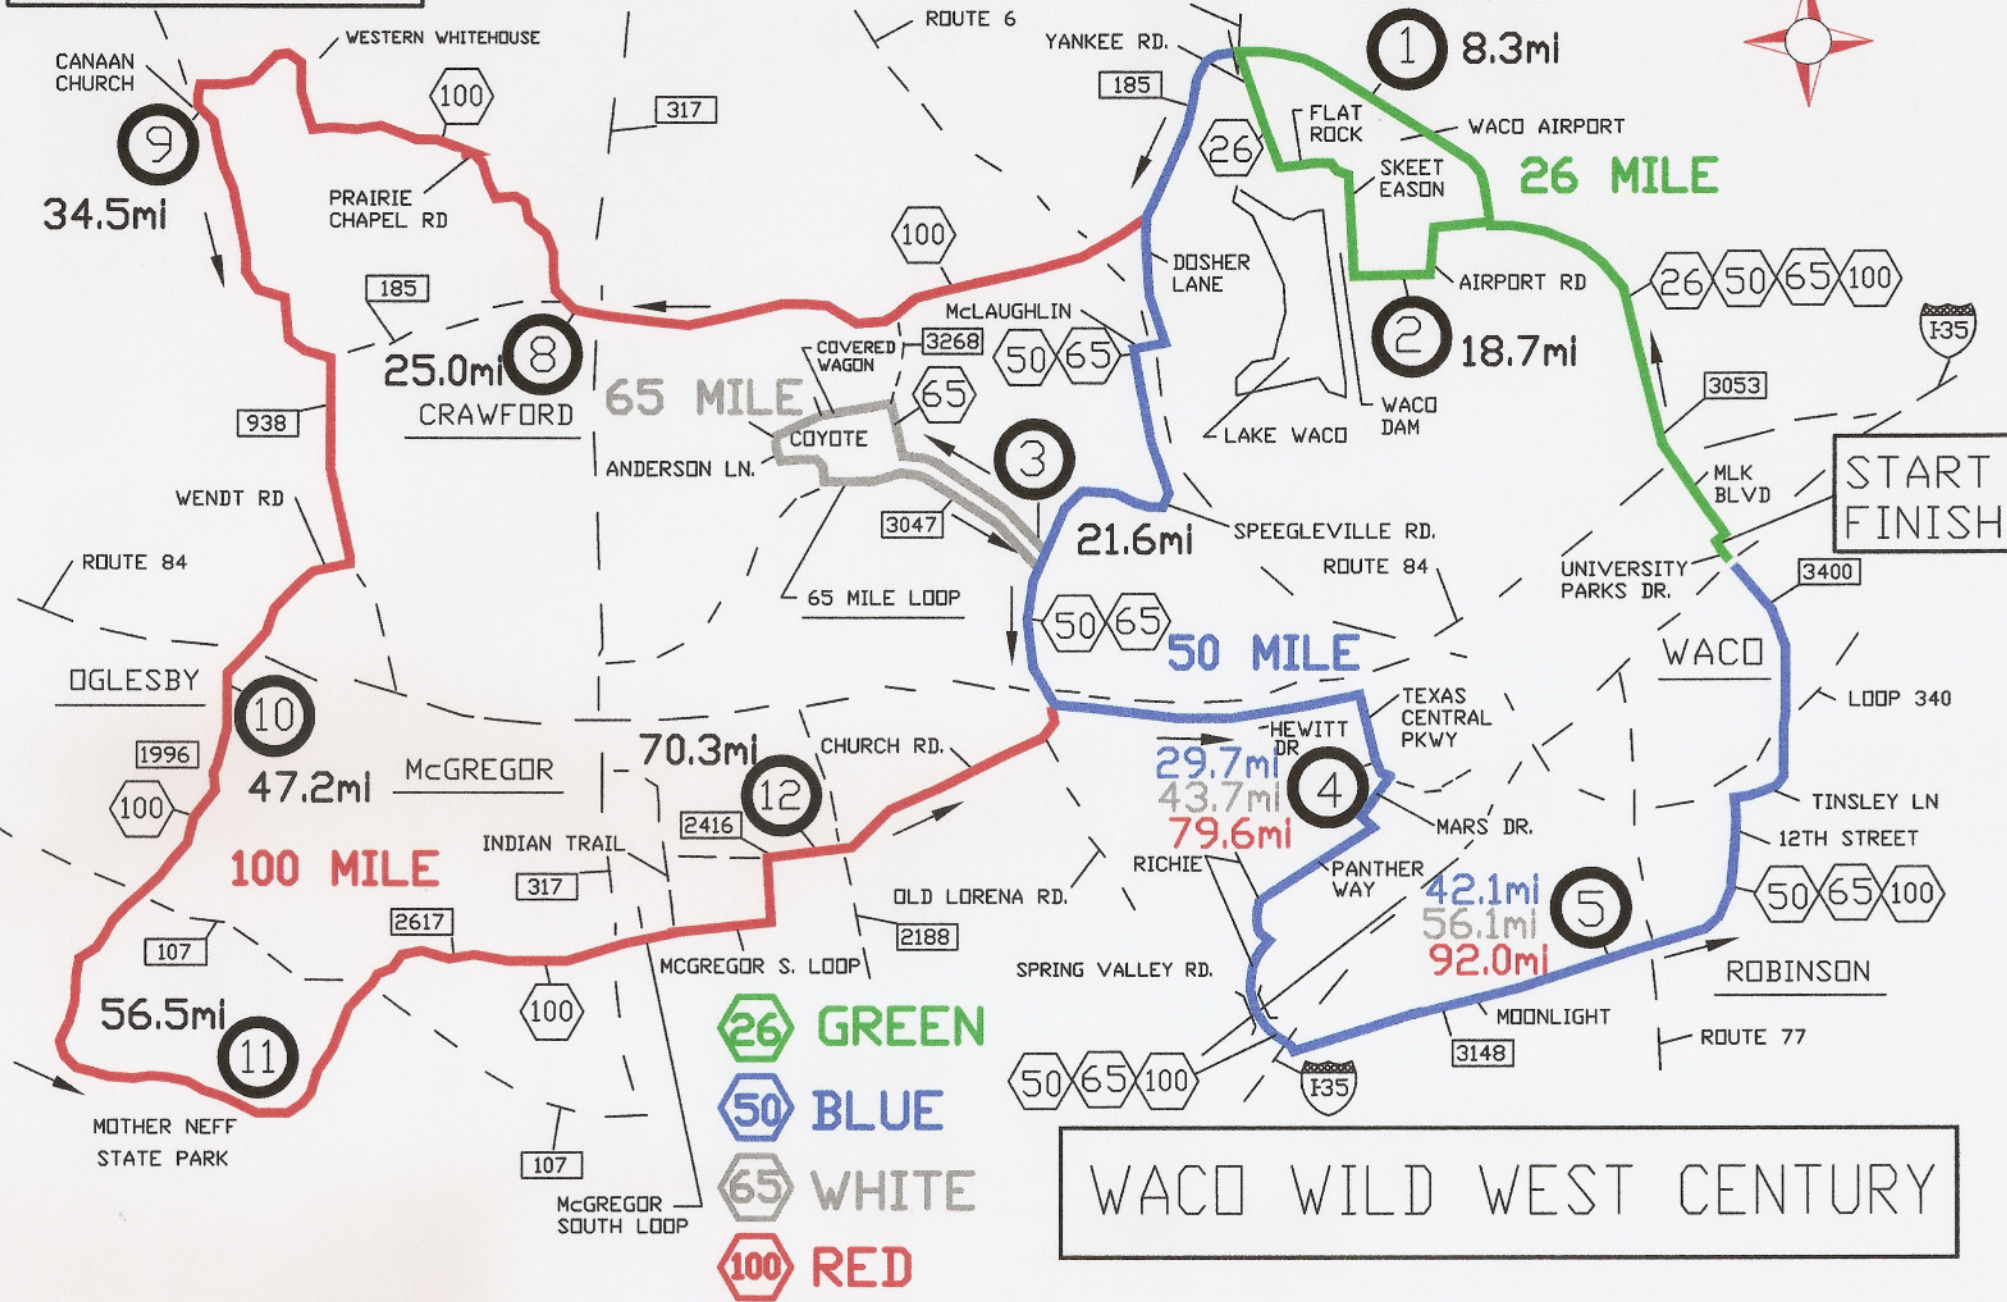 ROUTE 6
WESTERN WHITEHOUSE
CANAAN
CHURCH
YANKEE RD.
1
8.3mi
185
100
317
FLAT
ROCK
WACO AIRPORT
9
26
SKEET
EASON
26 MILE
34.5mi
PRAIRIE
CHAPEL RD
100
DOSHER
LANE
AIRPORT RD
26
50
65
100
185
McLAUGHLIN
I-35
COVERED
WAGON
3268
50
65
2
18.7mi
25.0mi
8
65 MILE
65
3053
CRAWFORD
938
COYOTE
3
LAKE WACO
WACO
DAM
ANDERSON LN.
MLK
BLVD
START
FINISH
WENDT RD
3047
21.6mi
SPEEGLEVILLE RD.
ROUTE 84
ROUTE 84
UNIVERSITY
PARKS DR.
3400
65 MILE LOOP
50
65
50 MILE
WACO
OGLESBY
10
TEXAS
CENTRAL
PKWY
LOOP 340
1996
70.3mi
CHURCH RD.
HEWITT
DR
McGREGOR
47.2mi
12
29.7mi
43.7mi
79.6mi
4
100
2416
MARS DR.
TINSLEY LN
12TH STREET
INDIAN TRAIL
100 MILE
317
RICHIE
PANTHER
WAY
42.1mi
56.1mi
92.0mi
5
50
65
100
OLD LORENA RD.
2617
2188
107
MCGREGOR S. LOOP
SPRING VALLEY RD.
ROBINSON
56.5mi
11
100
26 GREEN
MOONLIGHT
ROUTE 77
3148
50
65
100
I-35
50 BLUE
MOTHER NEFF
STATE PARK
107
65 WHITE
McGREGOR
SOUTH LOOP
WACO WILD WEST CENTURY
100 RED